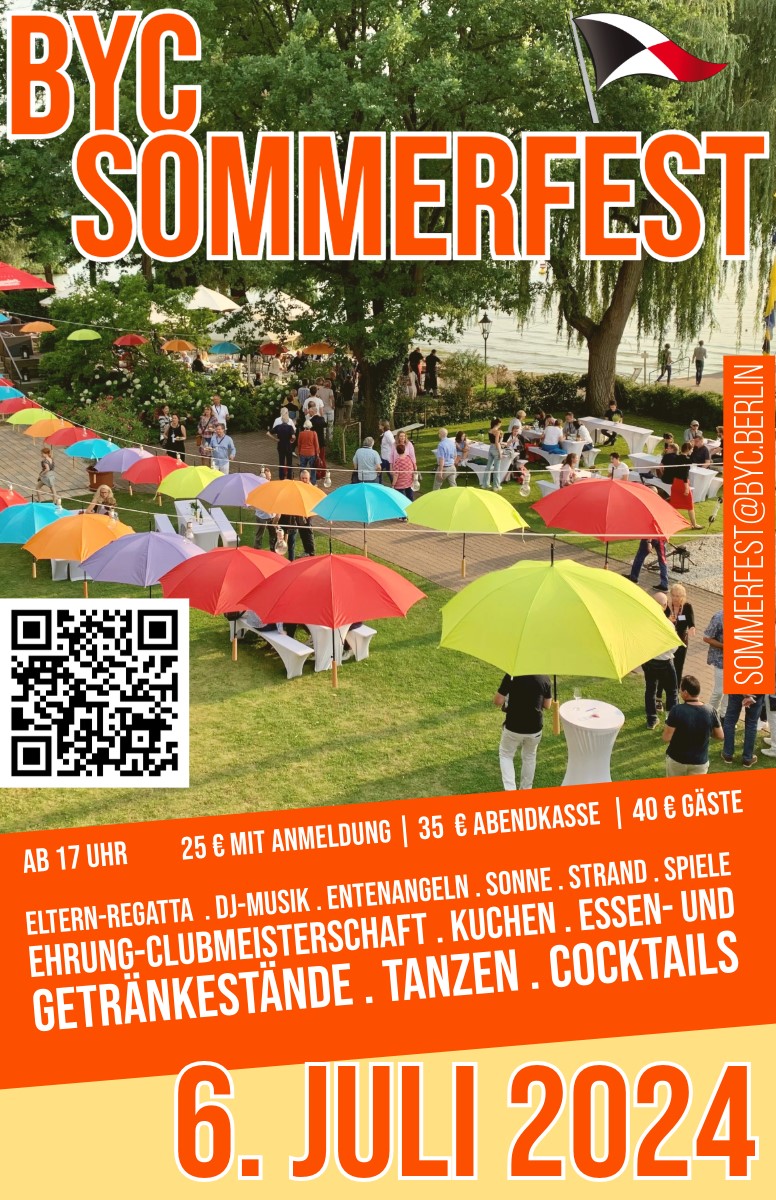 BYC
SOMMERFEST
SOMMERFEST@BYC.BERLIN
AB 17 UHR 25 € MIT ANMELDUNG | 35 € ABENDKASSE | 40 € GÄSTE
ELTERN-REGATTA . DJ-MUSIK . ENTENANGELN . SONNE . STRAND . SPIELE
EHRUNG-CLUBMEISTERSCHAFT . KUCHEN . ESSEN- UND
GETRÄNKESTÄNDE . TANZEN . COCKTAILS
6. JULI 2024